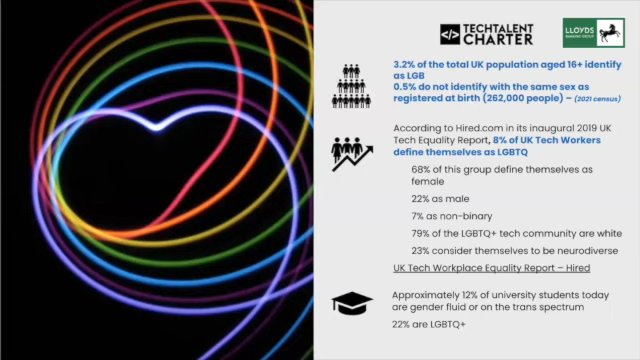 </> TECHTALENT
CHARTER
LLOYDS
BANKING GROUP
3.2% of the total UK population aged 16+ identify
as LGB
0.5% do not identify with the same sex as
registered at birth (262,000 people) – (2021 census)
According to Hired.com in its inaugural 2019 UK
Tech Equality Report, 8% of UK Tech Workers
define themselves as LGBTQ
68% of this group define themselves as
female
22% as male
7% as non-binary
79% of the LGBTQ+ tech community are white
23% consider themselves to be neurodiverse
UK Tech Workplace Equality Report – Hired
Approximately 12% of university students today
are gender fluid or on the trans spectrum
22% are LGBTQ+